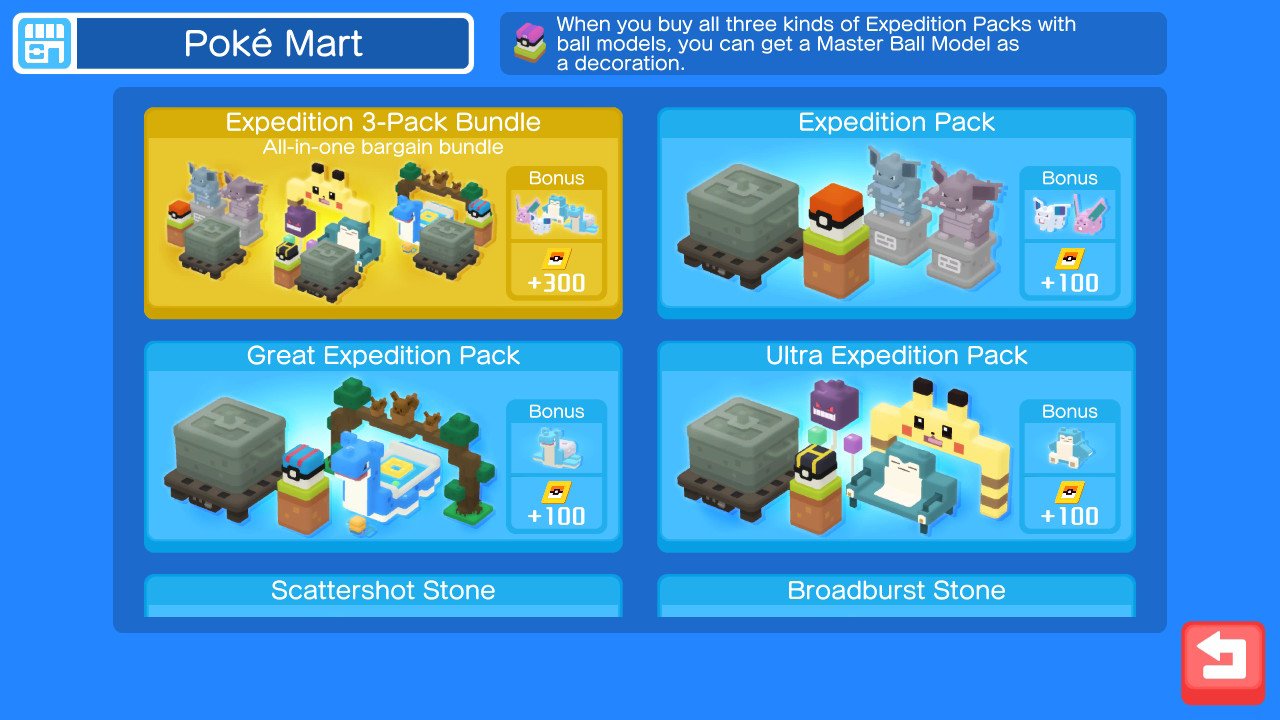 Poké Mart
When you buy all three kinds of Expedition Packs with
ball models, you can get a Master Ball Model as
a decoration.
Expedition 3-Pack Bundle
All-in-one bargain bundle
Bonus
+300
Expedition Pack
Bonus
+100
Great Expedition Pack
Bonus
+100
Ultra Expedition Pack
Bonus
+100
Scattershot Stone
Broadburst Stone